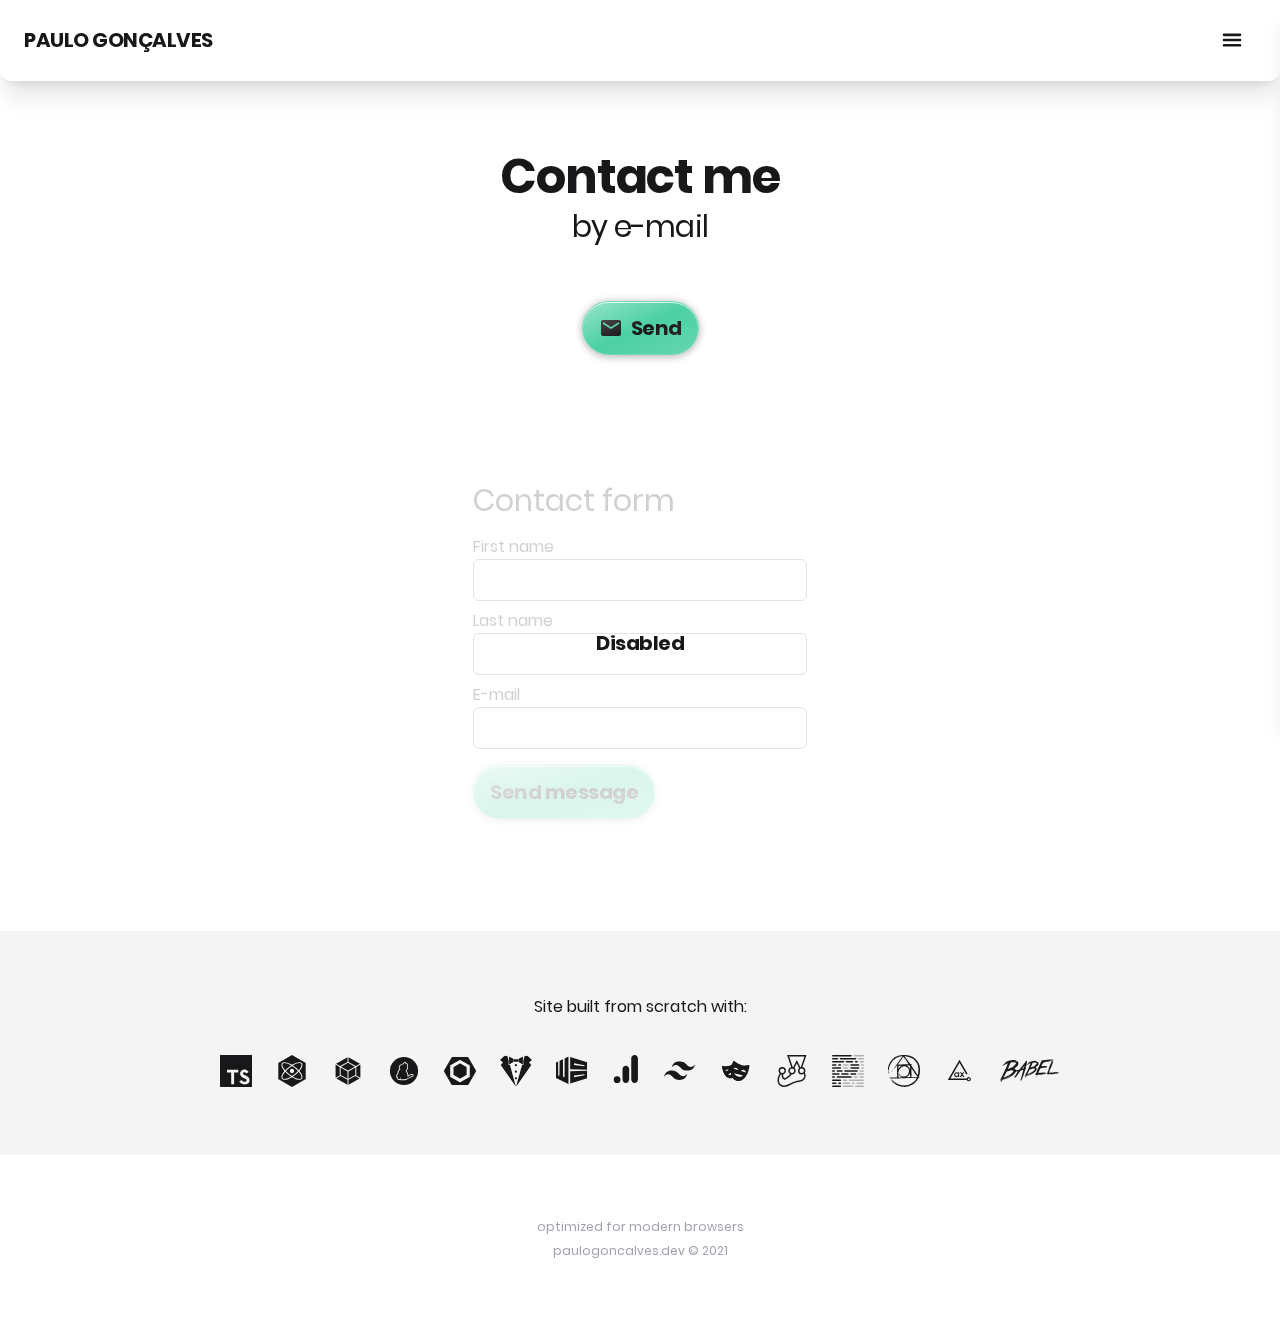 PAULO GONÇALVES
Contact me
by e-mail
Send
Contact form
First name
Last name
Disabled
E-mail
Send message
Site built from scratch with:
TS
ax
BABEL
optimized for modern browsers
paulogoncalves.dev © 2021